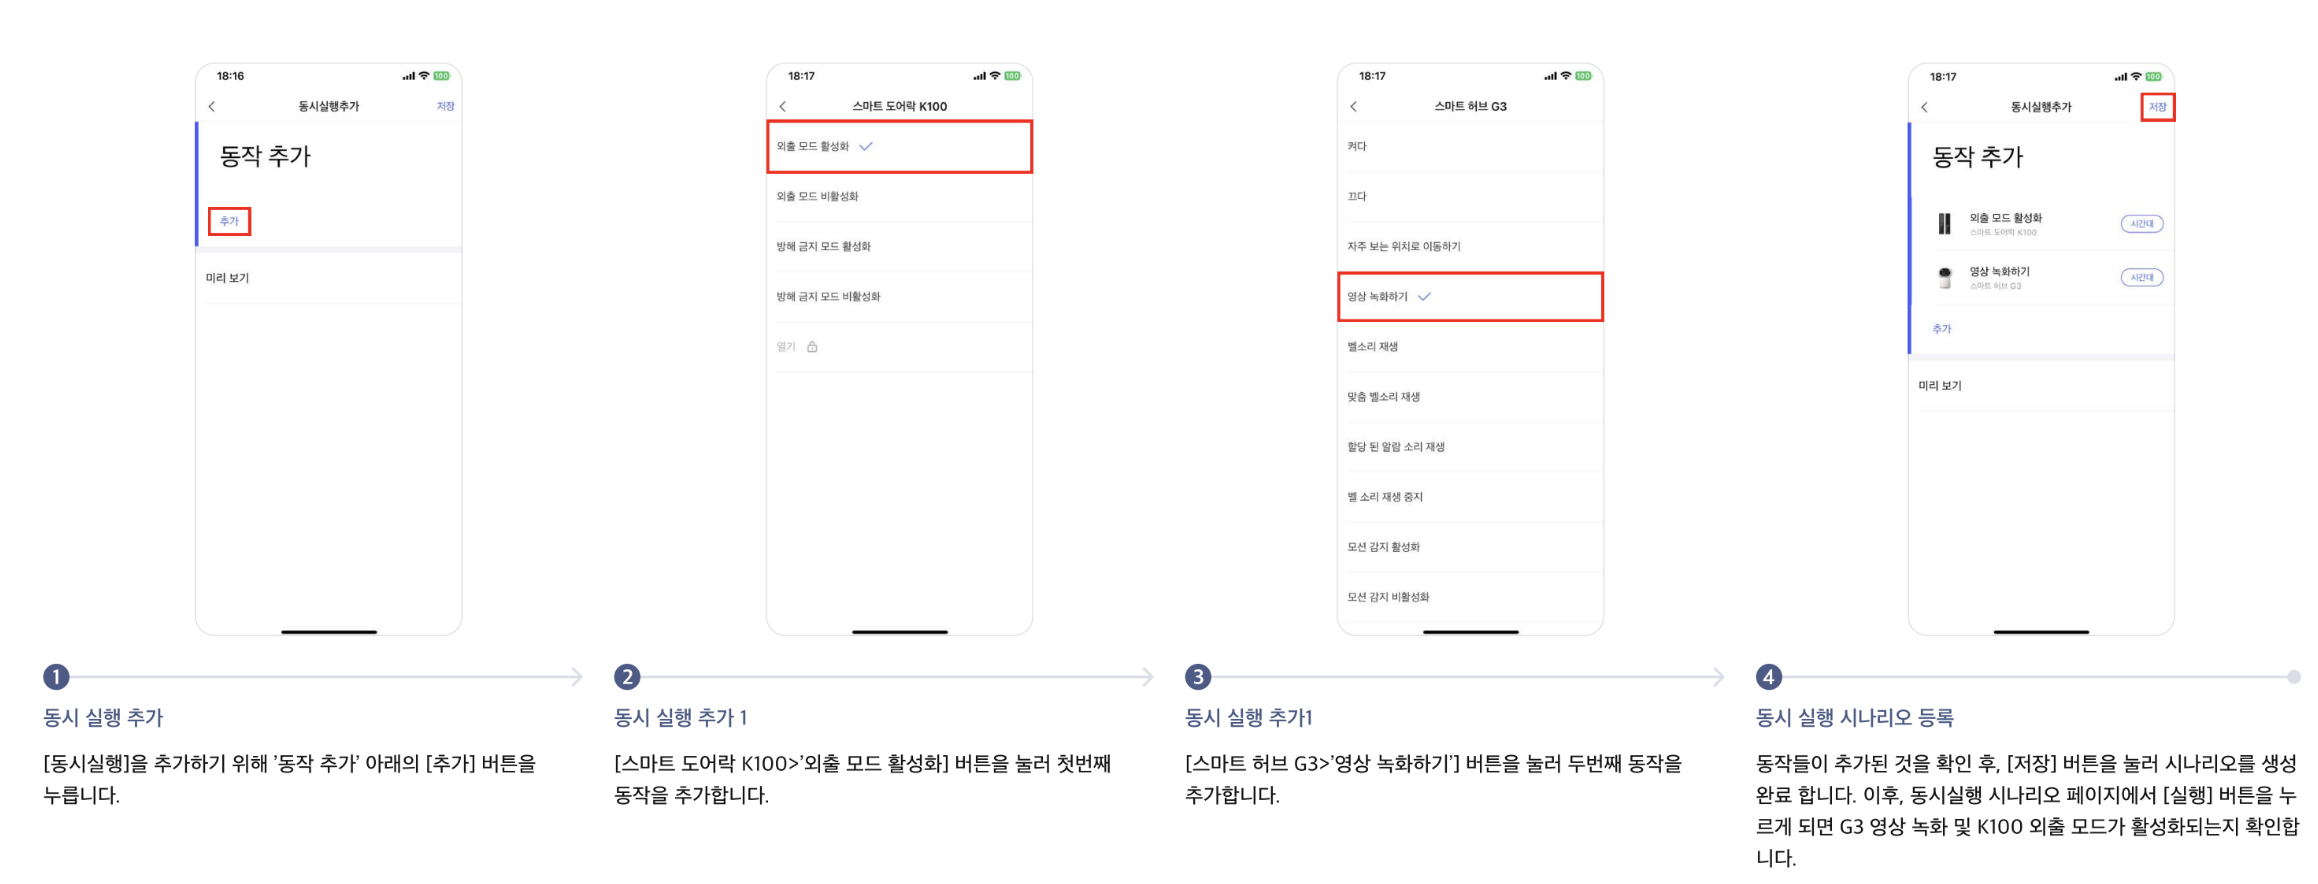 18:16
100
동시실행추가
저장
동작 추가
추가
미리 보기
18:17
100
스마트 도어락 K100
외출 모드 활성화
외출 모드 비활성화
방해 금지 모드 활성화
방해 금지 모드 비활성화
열기
18:17
100
스마트 허브 G3
켜다
끄다
자주 보는 위치로 이동하기
영상 녹화하기
벨소리 재생
맞춤 벨소리 재생
할당 된 알람 소리 재생
벨 소리 재생 중지
모션 감지 활성화
모션 감지 비활성화
18:17
100
동시실행추가
저장
동작 추가
외출 모드 활성화
시간대
스마트 도어락 K100
영상 녹화하기
시간대
스마트 허브 G3
추가
미리 보기
1
동시 실행 추가
[동시실행]을 추가하기 위해 '동작 추가' 아래의 [추가] 버튼을
누릅니다.
2
동시 실행 추가 1
[스마트 도어락 K100>'외출 모드 활성화] 버튼을 눌러 첫번째
동작을 추가합니다.
3
동시 실행 추가1
[스마트 허브 G3>'영상 녹화하기'] 버튼을 눌러 두번째 동작을
추가합니다.
4
동시 실행 시나리오 등록
동작들이 추가된 것을 확인 후, [저장] 버튼을 눌러 시나리오를 생성
완료 합니다. 이후, 동시실행 시나리오 페이지에서 [실행] 버튼을 누
르게 되면 G3 영상 녹화 및 K100 외출 모드가 활성화되는지 확인합
니다.